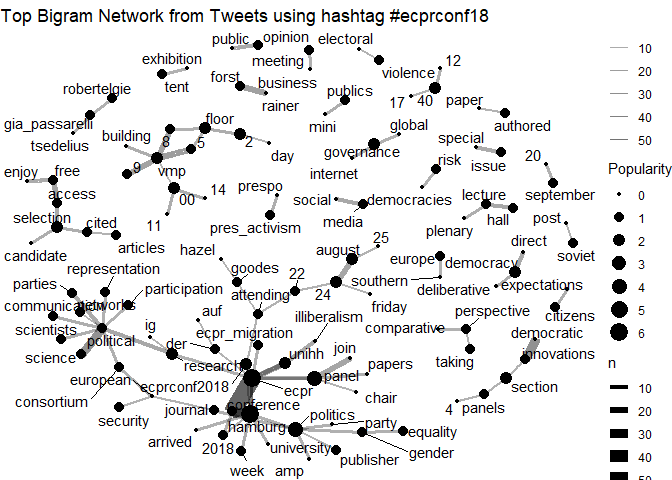 Top Bigram Network from Tweets using hashtag #ecprconf18
public
opinion
electoral
exhibition
meeting
12
violence
tent
forst
business
robertelgie
rainer
publics
17
40
paper
gia_passarelli
floor
mini
authored
tsedelius
building
8
5
2
global
special
governance
9
vmp
day
internet
risk
issue
20
enjoy
free
access
00
14
prespo
social
democracies
lecture
september
selection
cited
11
pres_activism
media
plenary
hall
post
candidate
articles
hazel
august
25
europe
direct
soviet
democracy
representation
goodes
22
southern
parties
participation
deliberative
expectations
communication
networks
attending
24
friday
citizens
auf
illiberalism
perspective
scientists
political
ig
ecpr_migration
comparative
democratic
der
unihh
join
science
research
taking
innovations
european
ecprconf
2018
ecpr
panel
papers
section
consortium
chair
journal
conference
4
panels
security
hamburg
politics
party
equality
arrived
2018
university
gender
week
amp
publisher
10
20
30
40
50
Popularity
0
1
2
3
4
5
6
n
10
20
30
40
50